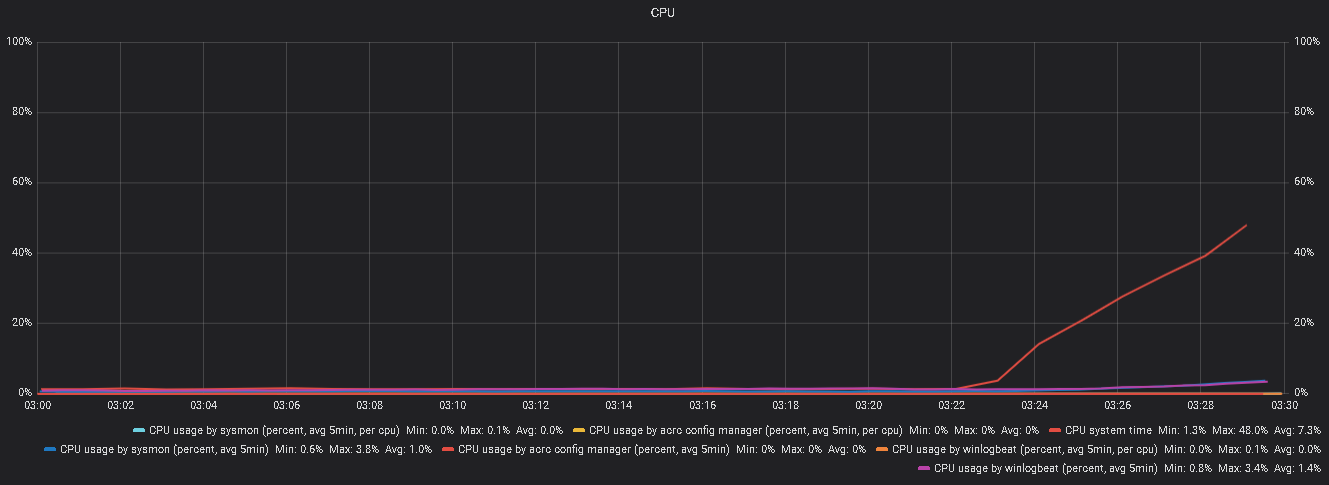 CPU
100% 100%
80% 80%
60% 60%
40% 40%
20% 20%
0% 0%
03:00 03:02 03:04 03:06 03:08 03:10 03:12 03:14 03:16 03:18 03:20 03:22 03:24 03:26 03:28 03:30
CPU usage by sysmon (percent, avg 5min, per cpu) Min: 0.0% Max: 0.1% Avg: 0.0% CPU usage by acrc config manager (percent, avg 5min, per cpu) Min: 0% Max: 0% Avg: 0% CPU system time Min: 1.3% Max: 48.0% Avg: 7.3%
CPU usage by sysmon (percent, avg 5min) Min: 0.6% Max: 3.8% Avg: 1.0% CPU usage by acrc config manager (percent, avg 5min) Min: 0% Max: 0% Avg: 0% CPU usage by winlogbeat (percent, avg 5min, per cpu) Min: 0.0% Max: 0.1% Avg: 0.0%
CPU usage by winlogbeat (percent, avg 5min) Min: 0.8% Max: 3.4% Avg: 1.4%